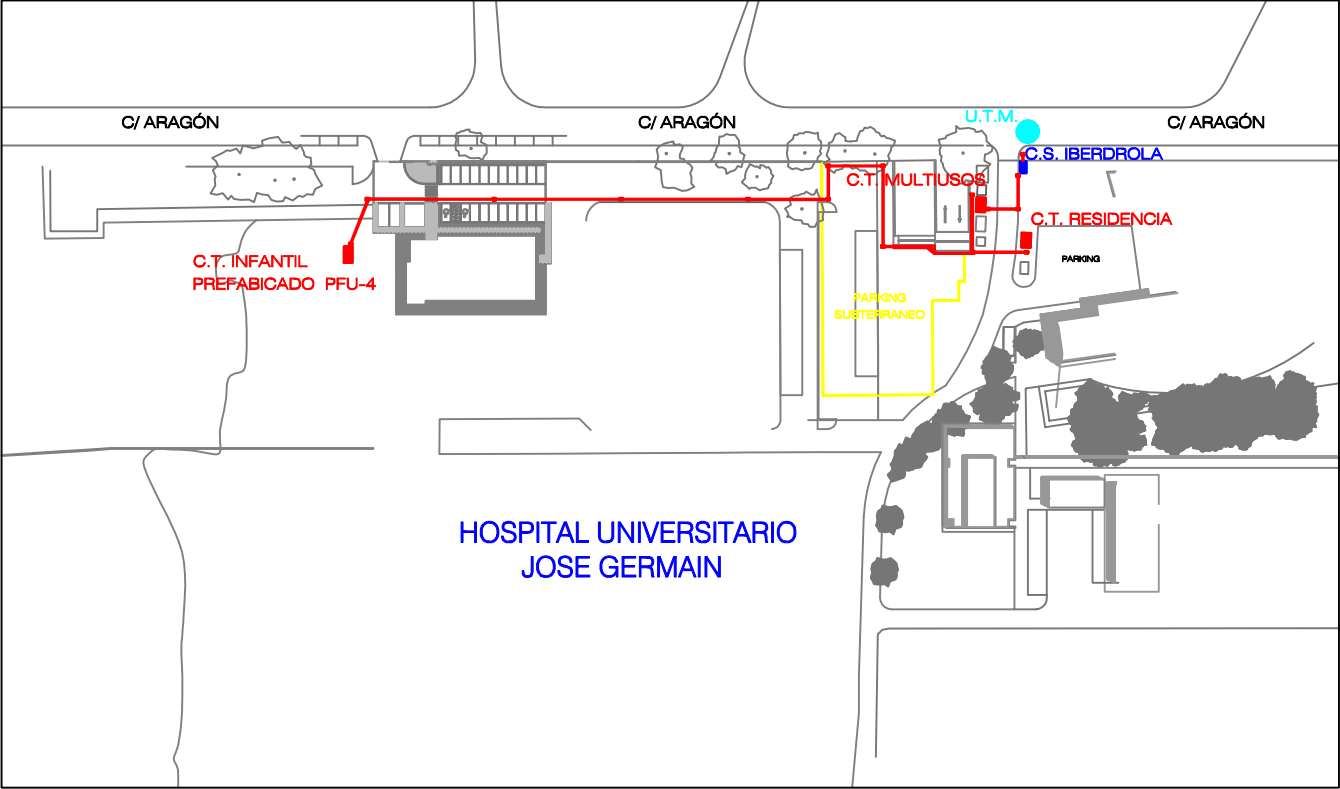 U.T.M.
C/ ARAGÓN
C/ ARAGÓN
C/ ARAGÓN
C.S. IBERDROLA
C.T. MULTIUSOS
C.T. RESIDENCIA
C.T. INFANTIL
PREFABICADO PFU-4
PARKING
PARKING
SUBTERRANEO
HOSPITAL UNIVERSITARIO
JOSE GERMAIN